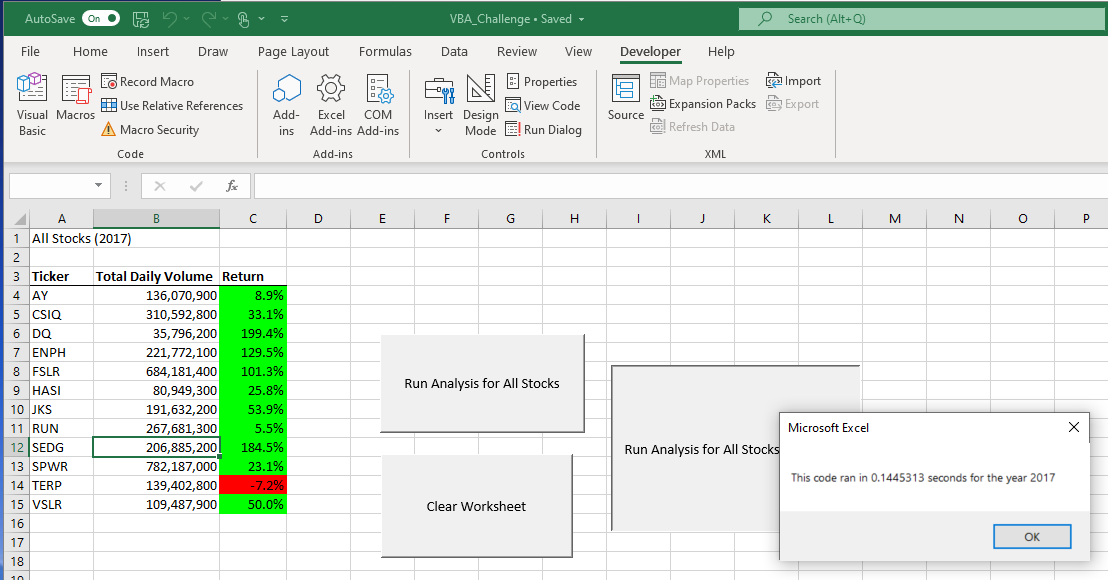 AutoSave On VBA_Challenge • Saved Search (Alt+Q)
File Home Insert Draw Page Layout Formulas Data Review View Developer Help
Visual Basic
Macros
Record Macro
Use Relative References
Macro Security
Code
Add-ins
Excel Add-ins
COM Add-ins
Add-ins
Insert
Design Mode
Properties
View Code
Run Dialog
Controls
Source
Map Properties
Expansion Packs
Refresh Data
Import
Export
XML
fx
A B C D E F G H I J K L M N O P
1 All Stocks (2017)
2
3 Ticker Total Daily Volume Return
4 AY 136,070,900 8.9%
5 CSIQ 310,592,800 33.1%
6 DQ 35,796,200 199.4%
7 ENPH 221,772,100 129.5%
8 FSLR 684,181,400 101.3%
9 HASI 80,949,300 25.8%
10 JKS 191,632,200 53.9%
11 RUN 267,681,300 5.5%
12 SEDG 206,885,200 184.5%
13 SPWR 782,187,000 23.1%
14 TERP 139,402,800 -7.2%
15 VSLR 109,487,900 50.0%
16
17
18
19
Run Analysis for All Stocks
Clear Worksheet
Run Analysis for All Stocks
Microsoft Excel
This code ran in 0.1445313 seconds for the year 2017
OK